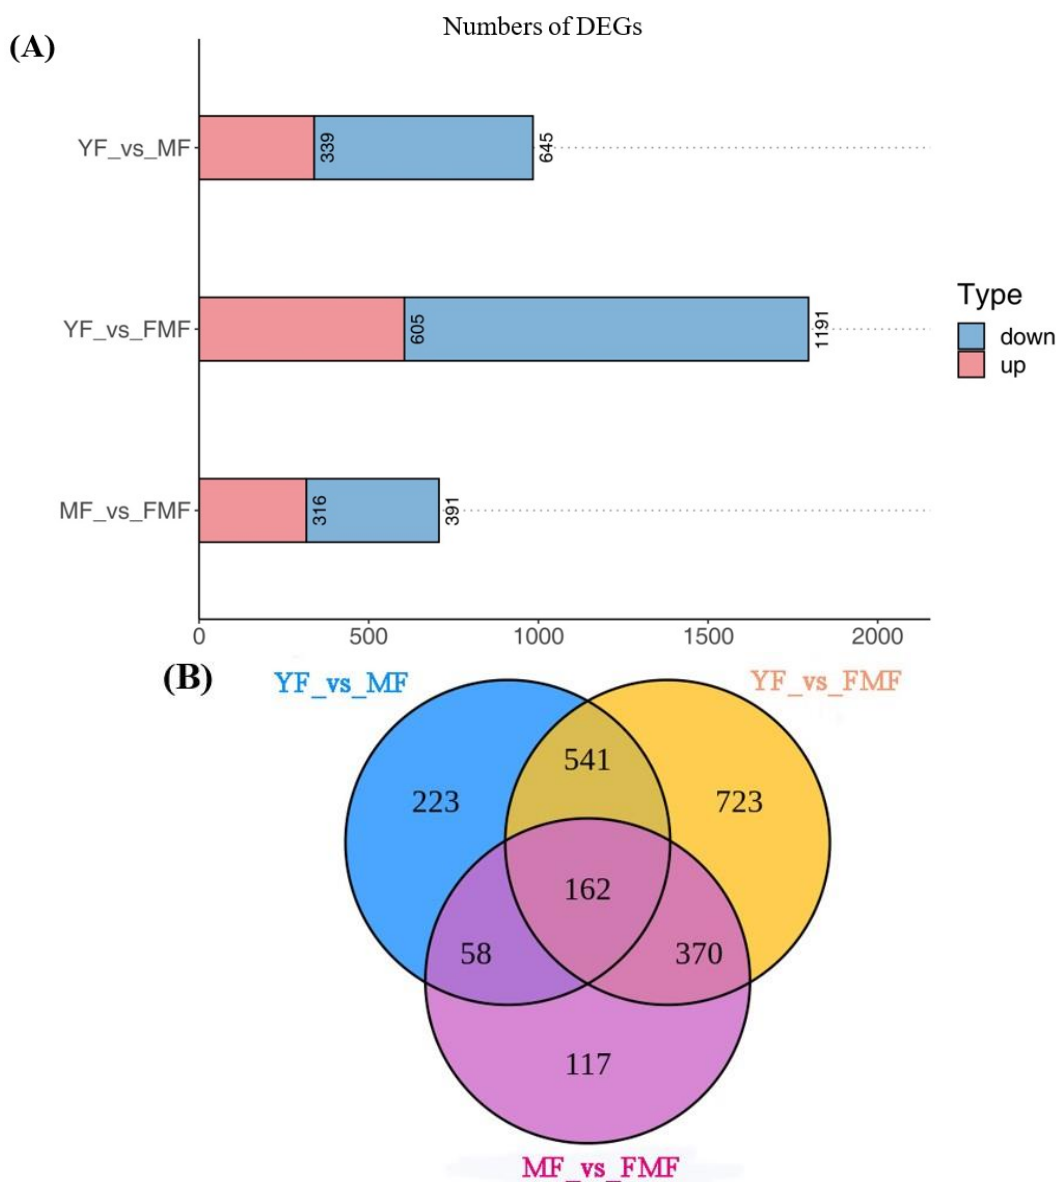 Numbers of DEGs
(A)
YF_vs_MF
339
645
YF_vs_FMF
605
1191
MF_vs_FMF
316
391
Type
down
up
0 500 1000 1500 2000
(B)
YF_vs_MF
YF_vs_FMF
541
223
723
162
58
370
117
MF_vs_FMF